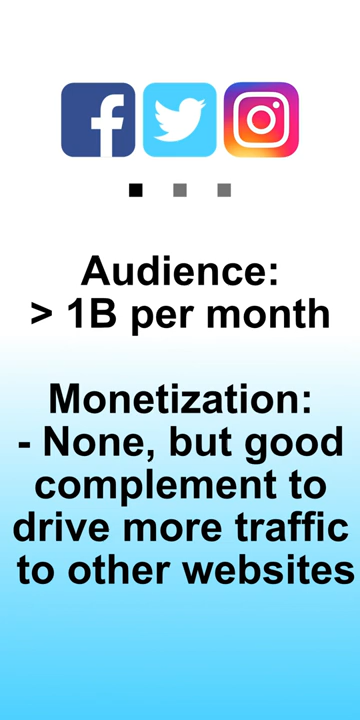 Audience:
> 1B per month
Monetization:
- None, but good
complement to
drive more traffic
to other websites